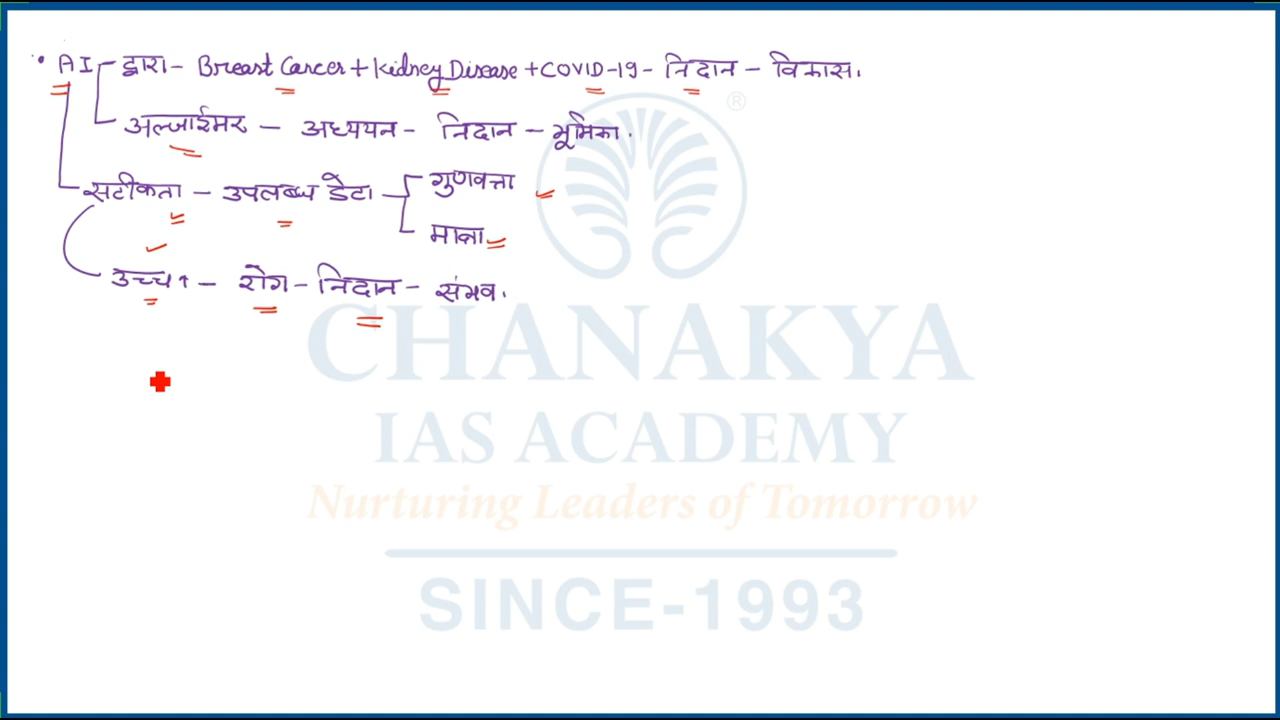 • AI द्वारा - Breast Cancer + Kidney Disease + COVID-19 - निदान - विकास.
अल्जाईमर - अध्ययन - निदान - भूमिका.
सटीकता - उपलब्ध डेटा - गुणवत्ता
मात्रा
उच्च↑ - रोग - निदान - संभव.
®
CHANAKYA
IAS ACADEMY
Nurturing Leaders of Tomorrow
SINCE-1993